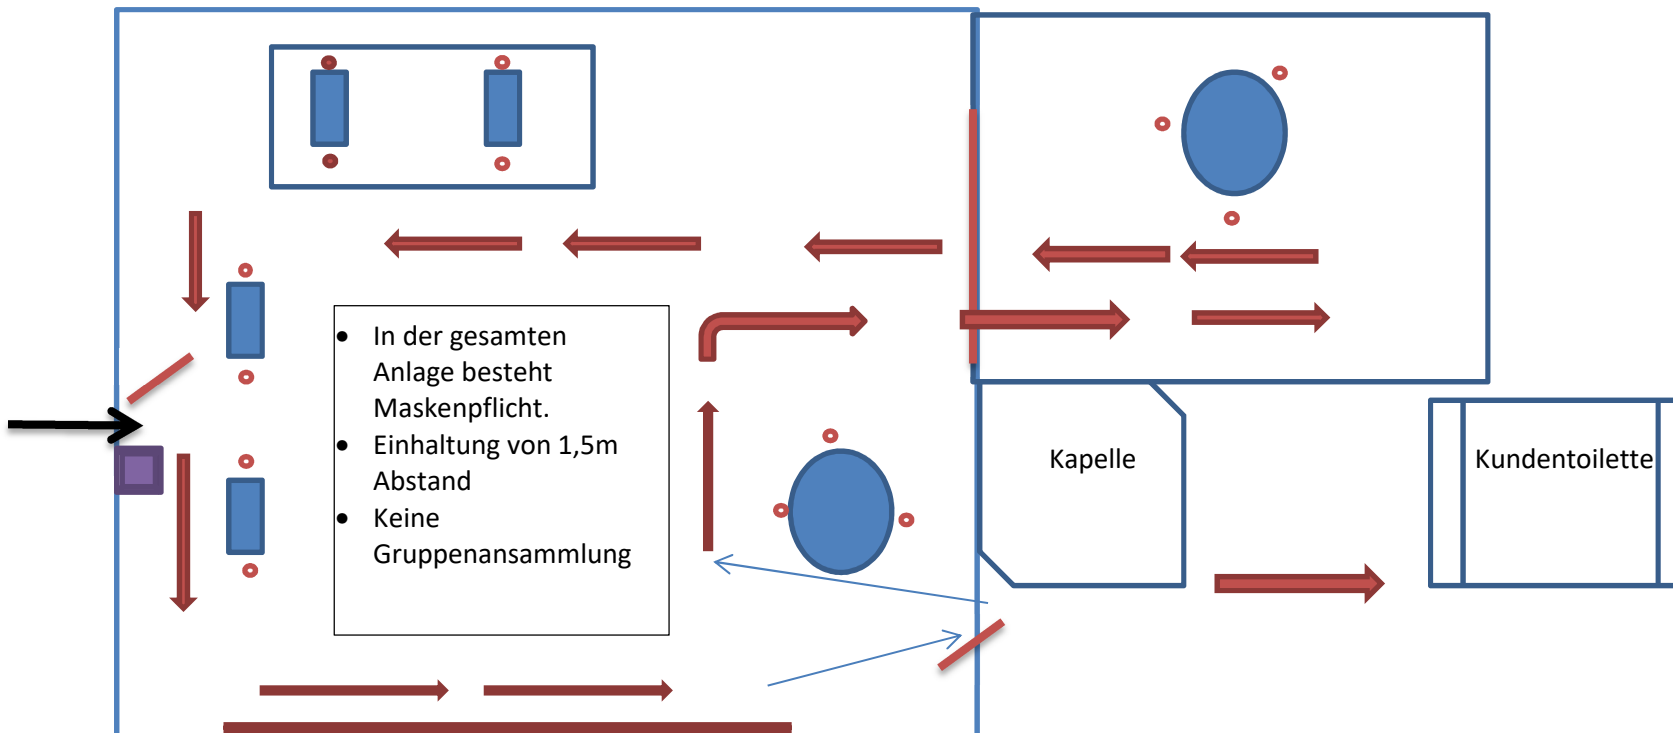 • In der gesamten
Anlage besteht
Maskenpflicht.
• Einhaltung von 1,5m
Abstand
• Keine
Gruppenansammlung
Kapelle
Kundentoilette